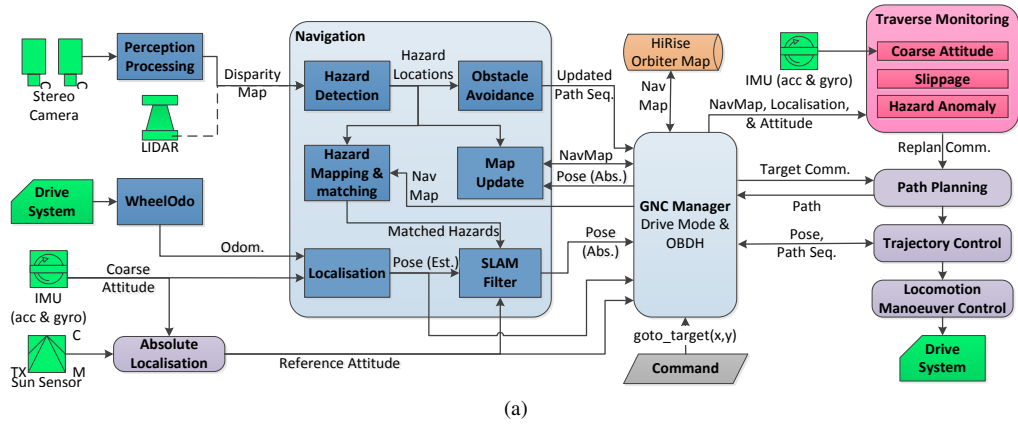 Stereo
Camera
Perception
Processing
Disparity
Map
LIDAR
Drive
System
WheelOdo
Odom.
Coarse
Attitude
IMU
(acc & gyro)
C
TX
M
Sun Sensor
Absolute
Localisation
Reference Attitude
Navigation
Hazard
Detection
Hazard
Locations
Obstacle
Avoidance
Hazard
Mapping &
matching
Nav
Map
Map
Update
Matched Hazards
Localisation
Pose (Est.)
SLAM
Filter
Updated
Path Seq.
NavMap
Pose (Abs.)
Pose
(Abs.)
HiRise
Orbiter Map
Nav
Map
GNC Manager
Drive Mode &
OBDH
goto_target(x,y)
Command
IMU (acc & gyro)
NavMap, Localisation,
& Attitude
Target Comm.
Path
Pose,
Path Seq.
Traverse Monitoring
Coarse Attitude
Slippage
Hazard Anomaly
Replan Comm.
Path Planning
Trajectory Control
Locomotion
Manoeuver Control
Drive
System
(a)